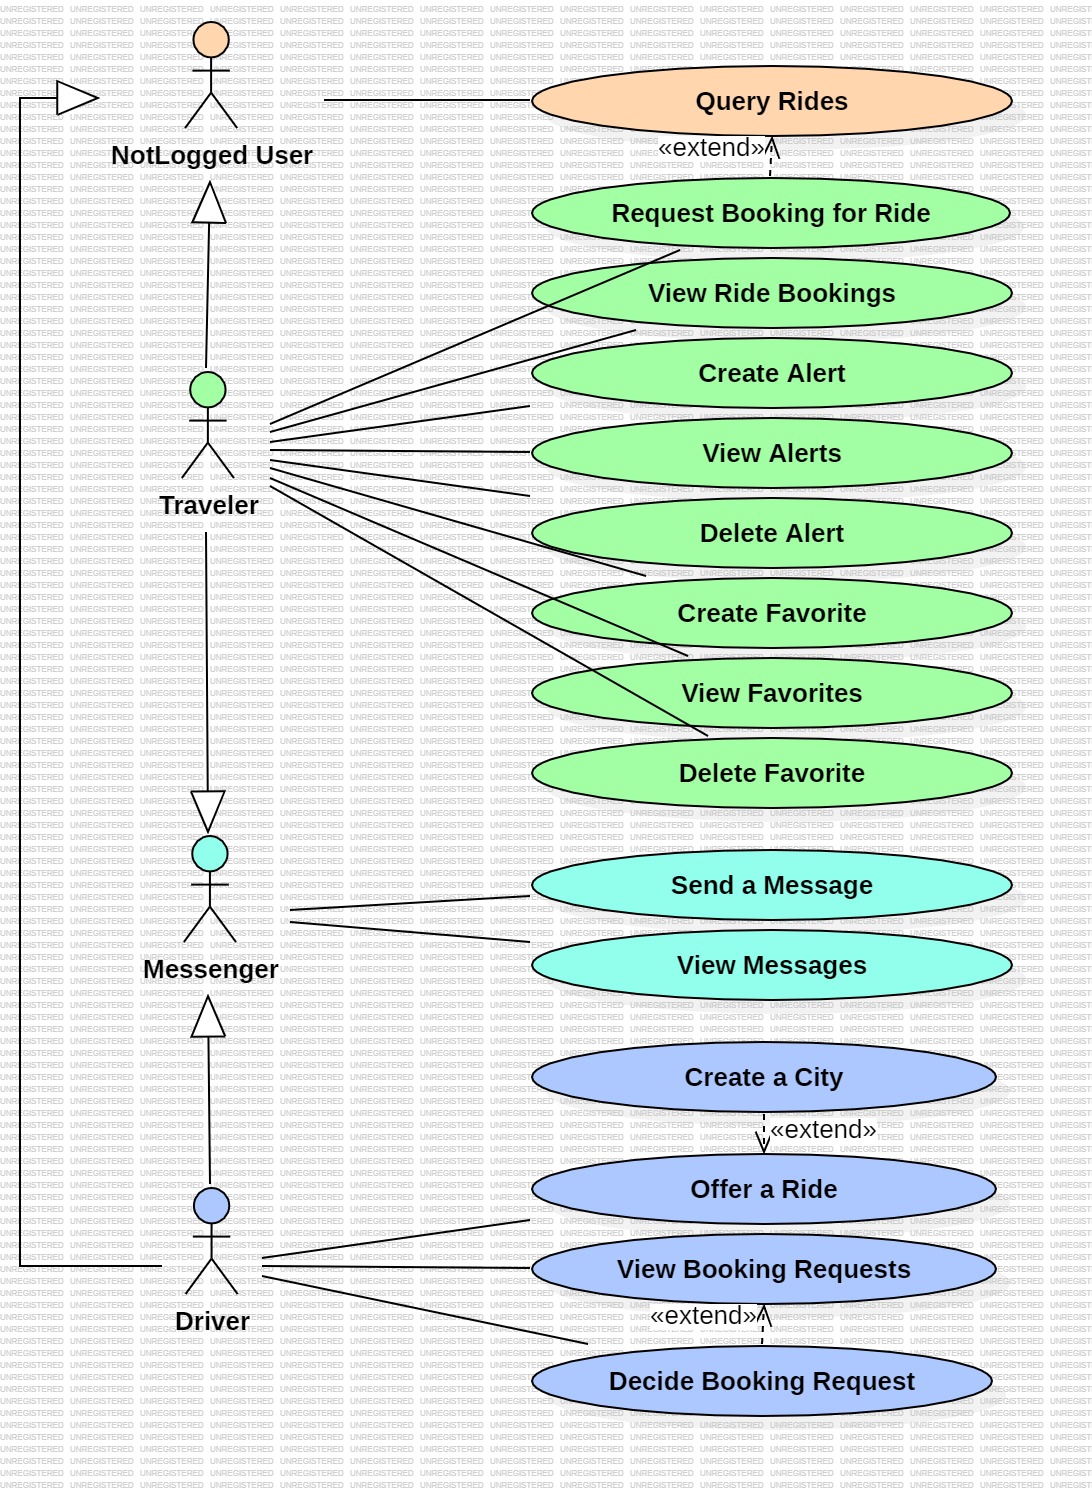 NotLogged User
Query Rides
«extend»
Request Booking for Ride
View Ride Bookings
Create Alert
View Alerts
Traveler
Delete Alert
Create Favorite
View Favorites
Delete Favorite
Send a Message
Messenger
View Messages
Create a City
«extend»
Offer a Ride
View Booking Requests
«extend»
Driver
Decide Booking Request
UNREGISTERED